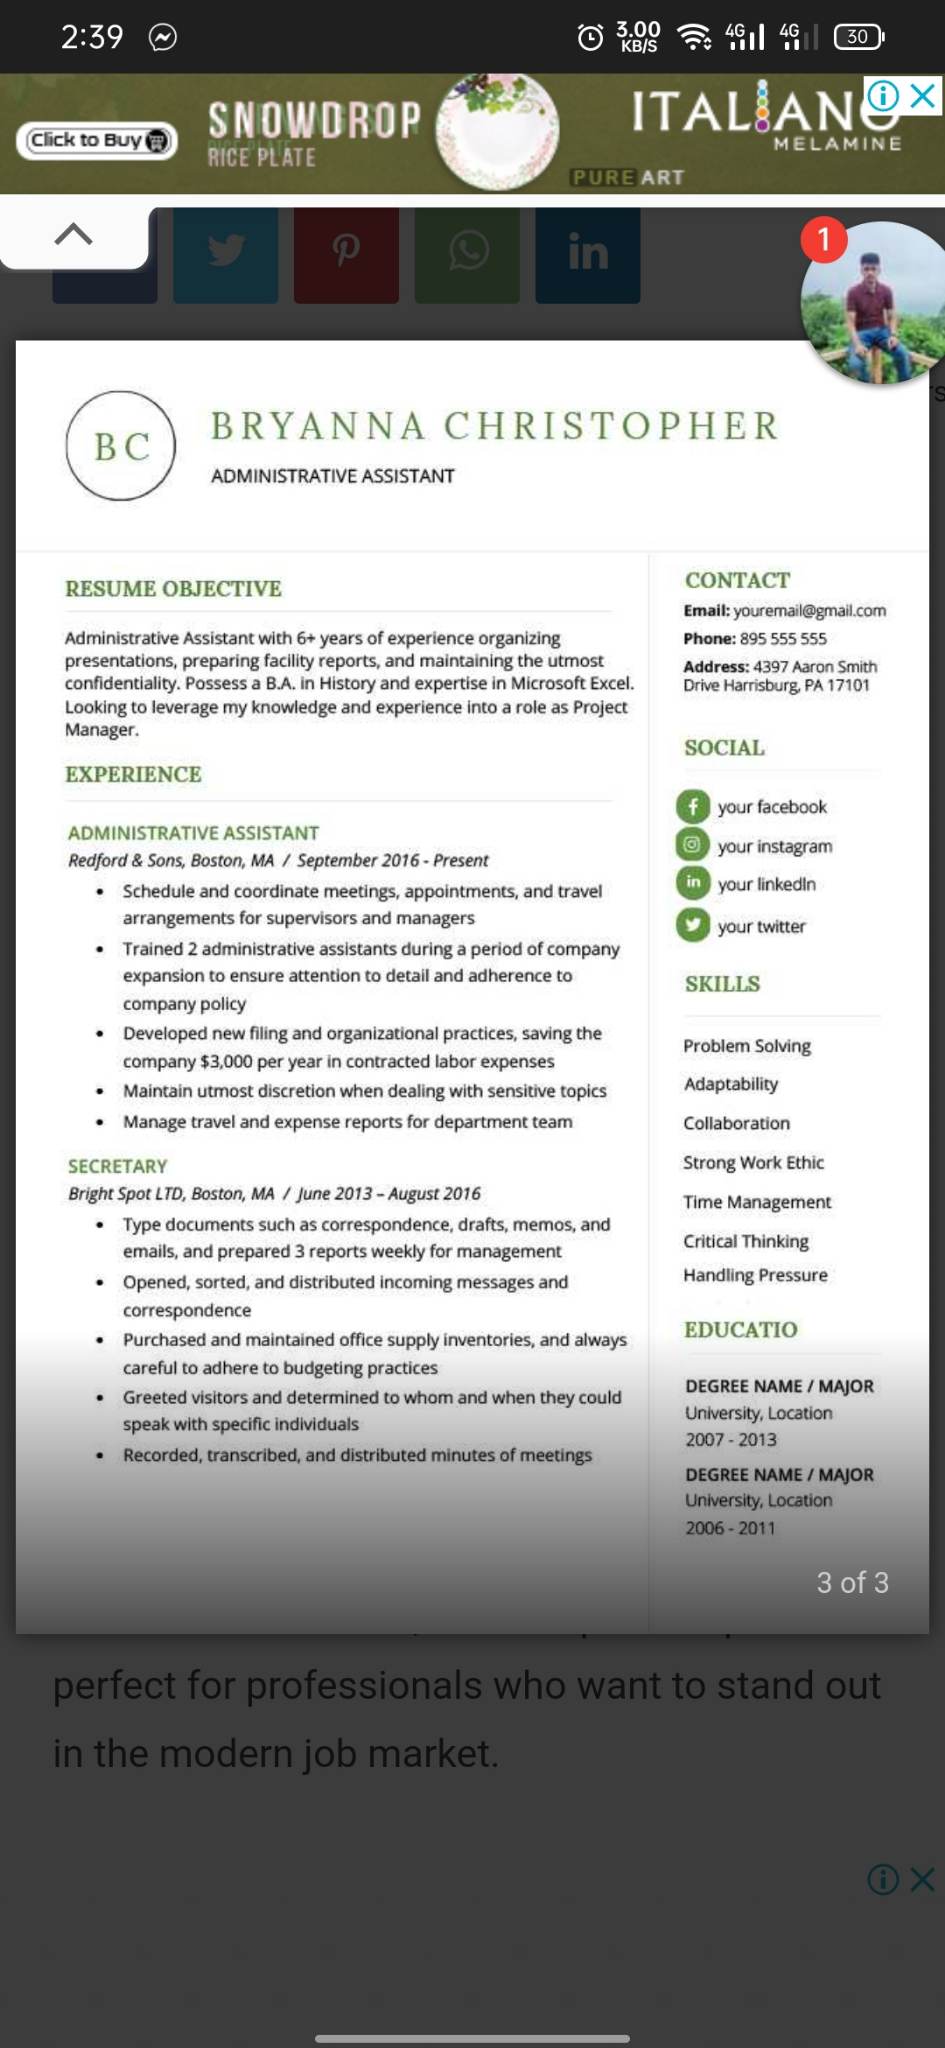 2:39
3.00
KB/S
4G
4G
30
Click to Buy
SNOWDROP
RICE PLATE
ITALIANO
MELAMINE
PURE ART
1
BC
BRYANNA CHRISTOPHER
ADMINISTRATIVE ASSISTANT
RESUME OBJECTIVE
Administrative Assistant with 6+ years of experience organizing
presentations, preparing facility reports, and maintaining the utmost
confidentiality. Possess a B.A. in History and expertise in Microsoft Excel.
Looking to leverage my knowledge and experience into a role as Project
Manager.
EXPERIENCE
ADMINISTRATIVE ASSISTANT
Redford & Sons, Boston, MA / September 2016 - Present
• Schedule and coordinate meetings, appointments, and travel
arrangements for supervisors and managers
• Trained 2 administrative assistants during a period of company
expansion to ensure attention to detail and adherence to
company policy
• Developed new filing and organizational practices, saving the
company $3,000 per year in contracted labor expenses
• Maintain utmost discretion when dealing with sensitive topics
• Manage travel and expense reports for department team
SECRETARY
Bright Spot LTD, Boston, MA / June 2013 – August 2016
• Type documents such as correspondence, drafts, memos, and
emails, and prepared 3 reports weekly for management
• Opened, sorted, and distributed incoming messages and
correspondence
• Purchased and maintained office supply inventories, and always
careful to adhere to budgeting practices
• Greeted visitors and determined to whom and when they could
speak with specific individuals
• Recorded, transcribed, and distributed minutes of meetings
CONTACT
Email: youremail@gmail.com
Phone: 895 555 555
Address: 4397 Aaron Smith
Drive Harrisburg, PA 17101
SOCIAL
your facebook
your instagram
your linkedln
your twitter
SKILLS
Problem Solving
Adaptability
Collaboration
Strong Work Ethic
Time Management
Critical Thinking
Handling Pressure
EDUCATIO
DEGREE NAME / MAJOR
University, Location
2007 - 2013
DEGREE NAME / MAJOR
University, Location
2006 - 2011
3 of 3
perfect for professionals who want to stand out
in the modern job market.